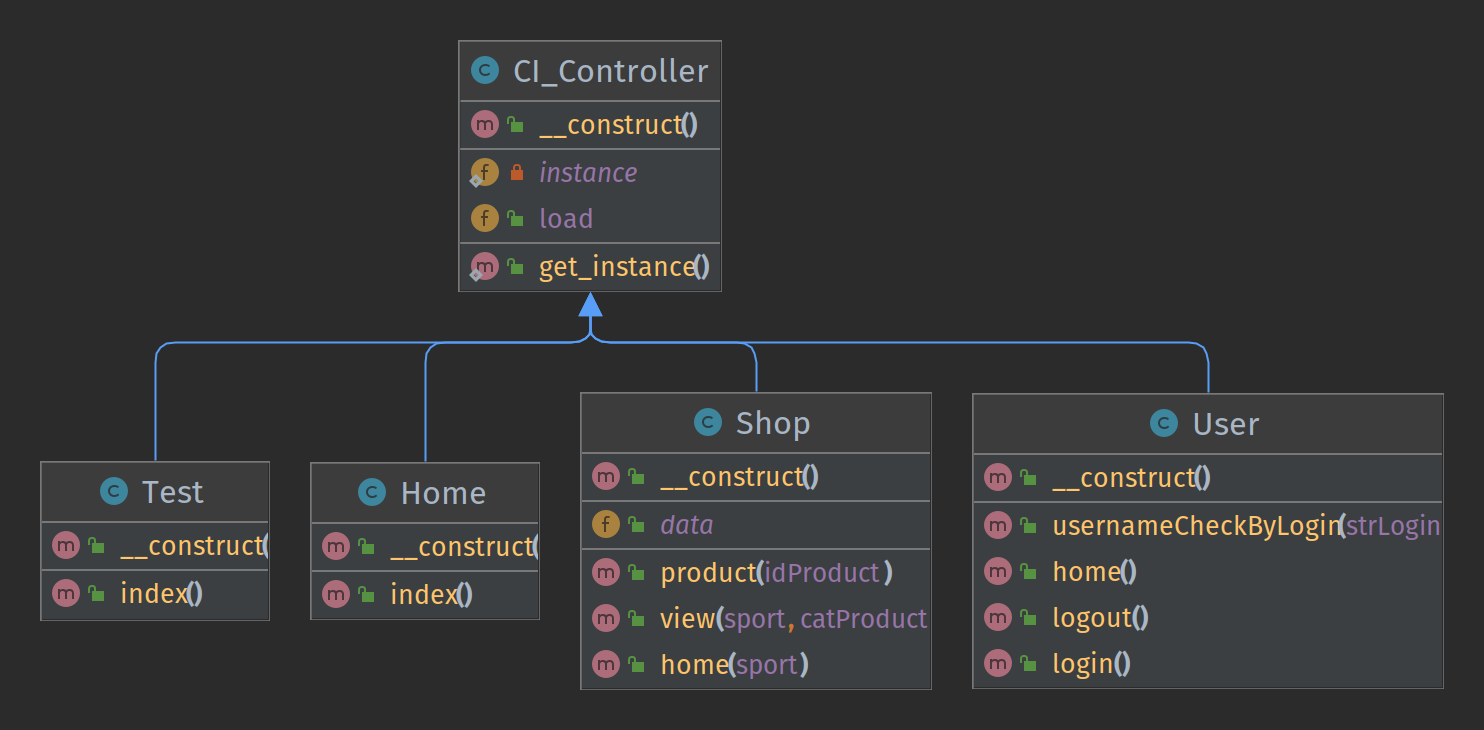 CI_Controller
__construct()
instance
load
get_instance()
Test
__construct(
index()
Home
__construct(
index()
Shop
__construct()
data
product(idProduct)
view(sport, catProduct
home(sport)
User
__construct()
usernameCheckByLogin(strLogin
home()
logout()
login()